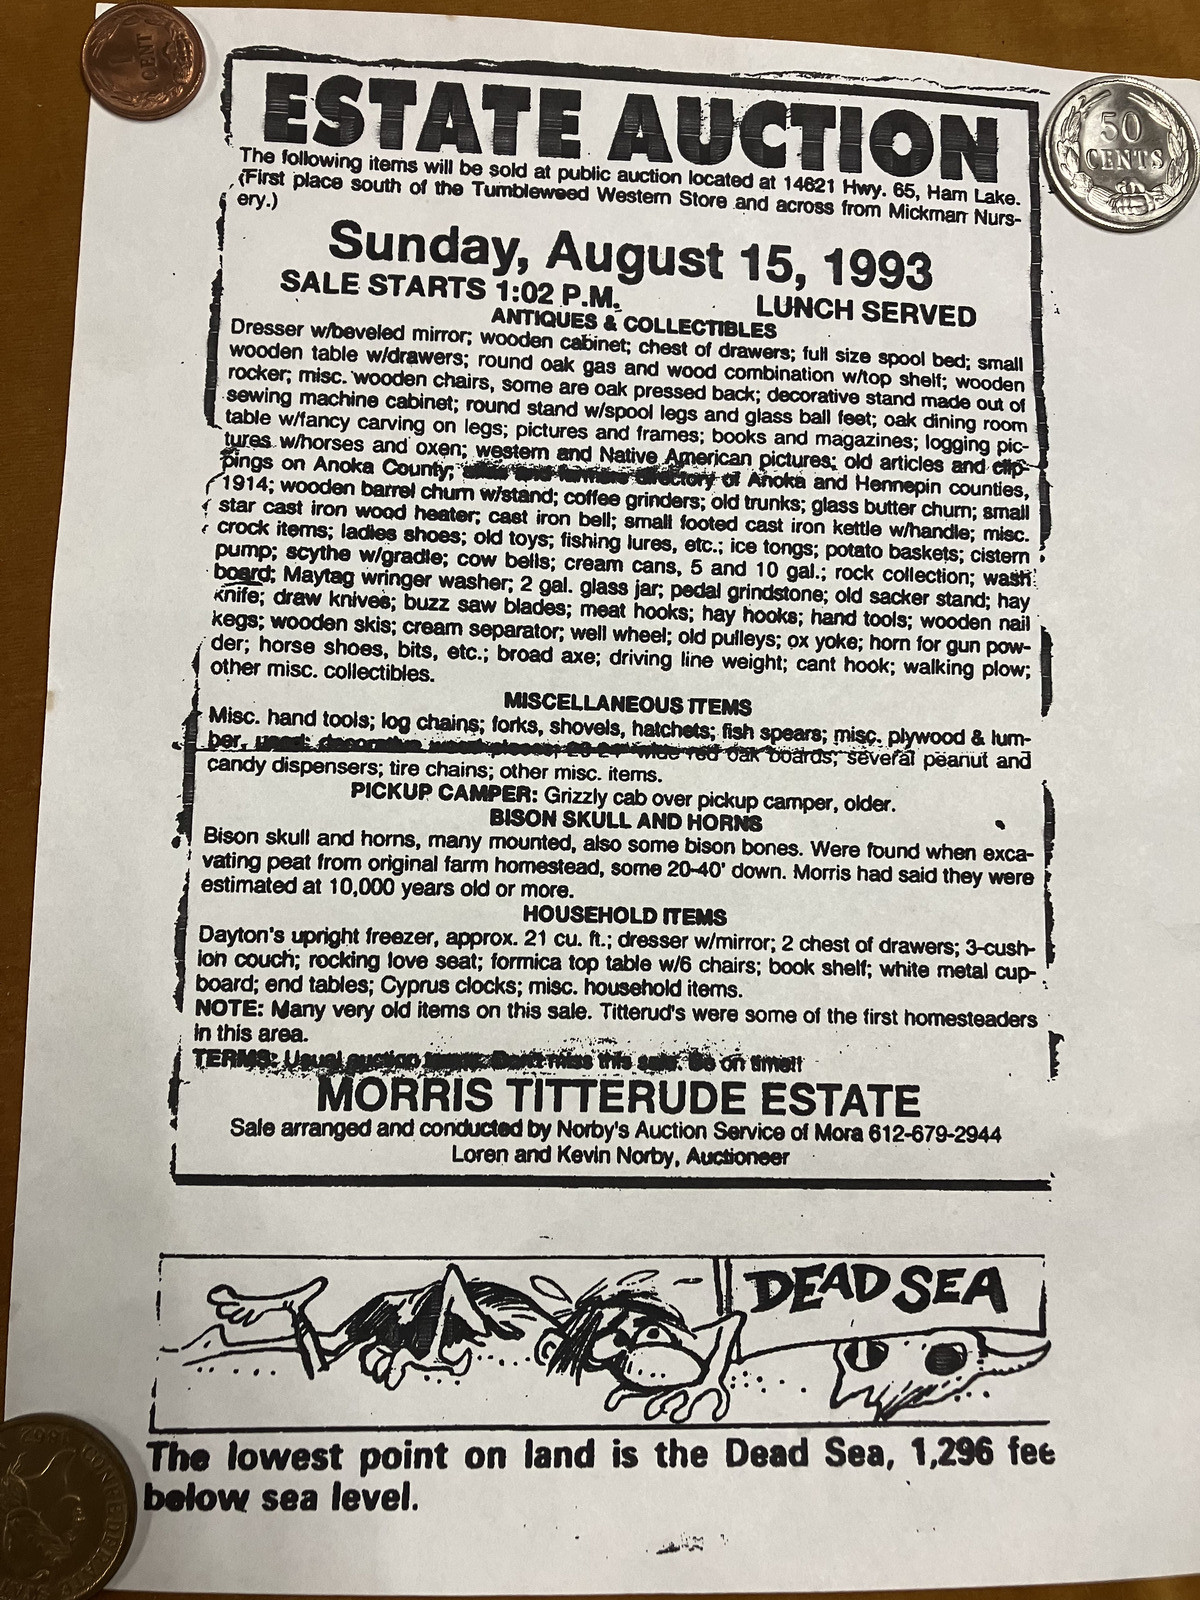 1 CENT
50
CENTS
ESTATE AUCTION
The following items will be sold at public auction located at 14621 Hwy. 65, Ham Lake.
(First place south of the Tumbleweed Western Store and across from Mickman Nurs-
ery.)
Sunday, August 15, 1993
SALE STARTS 1:02 P.M. LUNCH SERVED
ANTIQUES & COLLECTIBLES
Dresser w/beveled mirror; wooden cabinet; chest of drawers; full size spool bed; small
wooden table w/drawers; round oak gas and wood combination w/top shelf; wooden
rocker; misc. wooden chairs, some are oak pressed back; decorative stand made out of
sewing machine cabinet; round stand w/spool legs and glass ball feet; oak dining room
table w/fancy carving on legs; pictures and frames; books and magazines; logging pic-
tures w/horses and oxen; western and Native American pictures; old articles and clip-
pings on Anoka County; directory of Anoka and Hennepin counties,
1914; wooden barrel churn w/stand; coffee grinders; old trunks; glass butter churn; small
star cast iron wood heater; cast iron bell; small footed cast iron kettle w/handle; misc.
crock items; ladies shoes; old toys; fishing lures, etc.; ice tongs; potato baskets; cistern
pump; scythe w/gradle; cow bells; cream cans, 5 and 10 gal.; rock collection; wash
board; Maytag wringer washer; 2 gal. glass jar; pedal grindstone; old sacker stand; hay
knife; draw knives; buzz saw blades; meat hooks; hay hooks; hand tools; wooden nail
kegs; wooden skis; cream separator; well wheel; old pulleys; ox yoke; horn for gun pow-
der; horse shoes, bits, etc.; broad axe; driving line weight; cant hook; walking plow;
other misc. collectibles.
MISCELLANEOUS ITEMS
Misc. hand tools; log chains; forks, shovels, hatchets; fish spears; misc. plywood & lum-
ber, used; decorative wood pieces; wide red oak boards; several peanut and
candy dispensers; tire chains; other misc. items.
PICKUP CAMPER: Grizzly cab over pickup camper, older.
BISON SKULL AND HORNS
Bison skull and horns, many mounted, also some bison bones. Were found when exca-
vating peat from original farm homestead, some 20-40' down. Morris had said they were
estimated at 10,000 years old or more.
HOUSEHOLD ITEMS
Dayton's upright freezer, approx. 21 cu. ft.; dresser w/mirror; 2 chest of drawers; 3-cush-
ion couch; rocking love seat; formica top table w/6 chairs; book shelf; white metal cup-
board; end tables; Cyprus clocks; misc. household items.
NOTE: Many very old items on this sale. Titterud's were some of the first homesteaders
in this area.
TERMS: Usual auction terms. Don't miss this sale. Be on time!!
MORRIS TITTERUDE ESTATE
Sale arranged and conducted by Norby's Auction Service of Mora 612-679-2944
Loren and Kevin Norby, Auctioneer
DEAD SEA
The lowest point on land is the Dead Sea, 1,296 fee
below sea level.